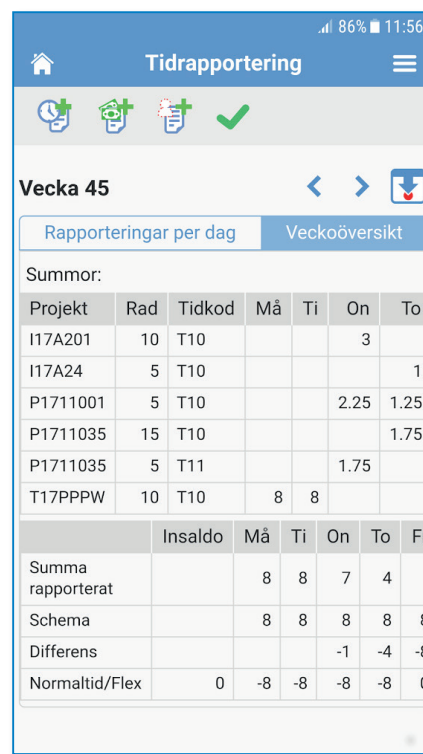 86% 11:56
Tidrapportering
Vecka 45
Rapporteringar per dag Veckoöversikt
Summor:
Projekt Rad Tidkod Må Ti On To
I17A201 10 T10 3
I17A24 5 T10 1
P1711001 5 T10 2.25 1.25
P1711035 15 T10 1.75
P1711035 5 T11 1.75
T17PPPW 10 T10 8 8
Insaldo Må Ti On To F
Summa
rapporterat 8 8 7 4
Schema 8 8 8 8 8
Differens -1 -4 -8
Normaltid/Flex 0 -8 -8 -8 -8 0